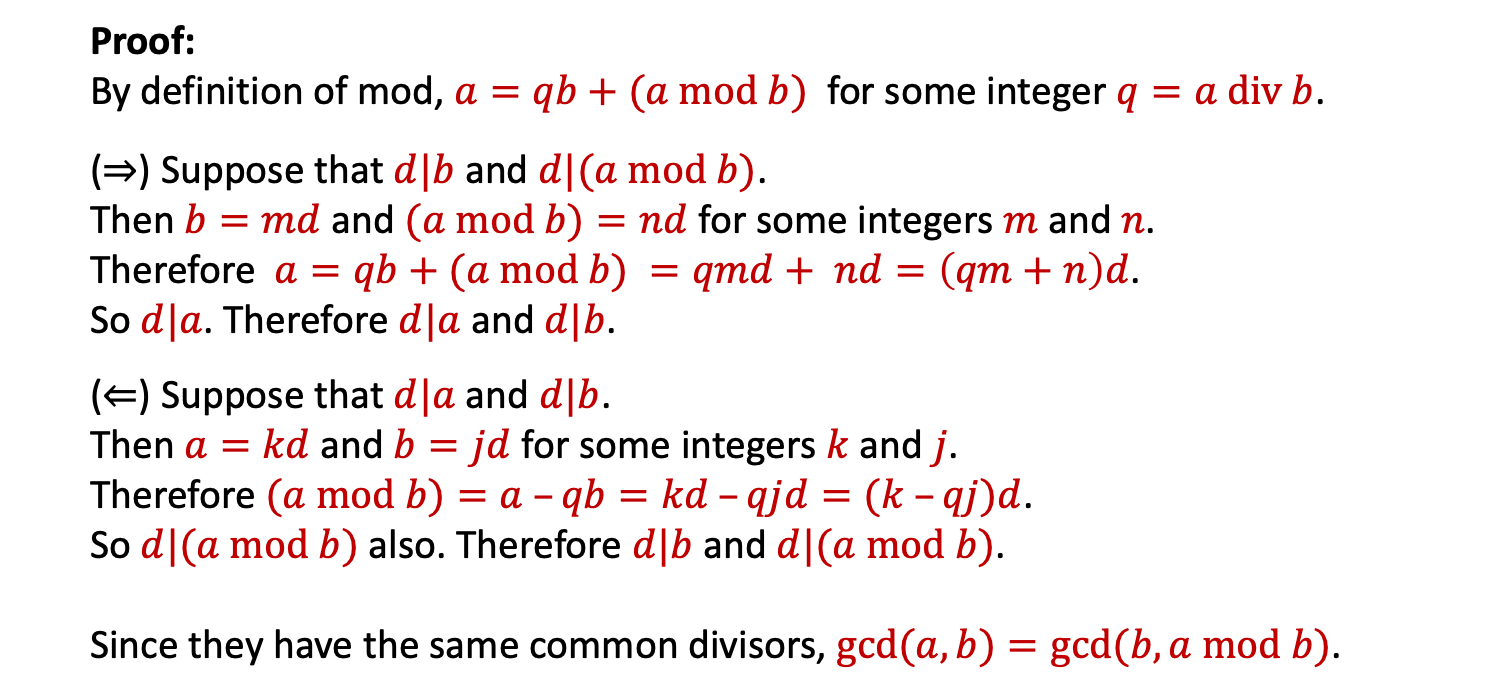 Proof:
By definition of mod, a = qb + (a mod b) for some integer q = a div b.
(⇒) Suppose that d|b and d|(a mod b).
Then b = md and (a mod b) = nd for some integers m and n.
Therefore a = qb + (a mod b) = qmd + nd = (qm + n)d.
So d|a. Therefore d|a and d|b.
(⇐) Suppose that d|a and d|b.
Then a = kd and b = jd for some integers k and j.
Therefore (a mod b) = a – qb = kd – qjd = (k – qj)d.
So d|(a mod b) also. Therefore d|b and d|(a mod b).
Since they have the same common divisors, gcd(a, b) = gcd(b, a mod b).